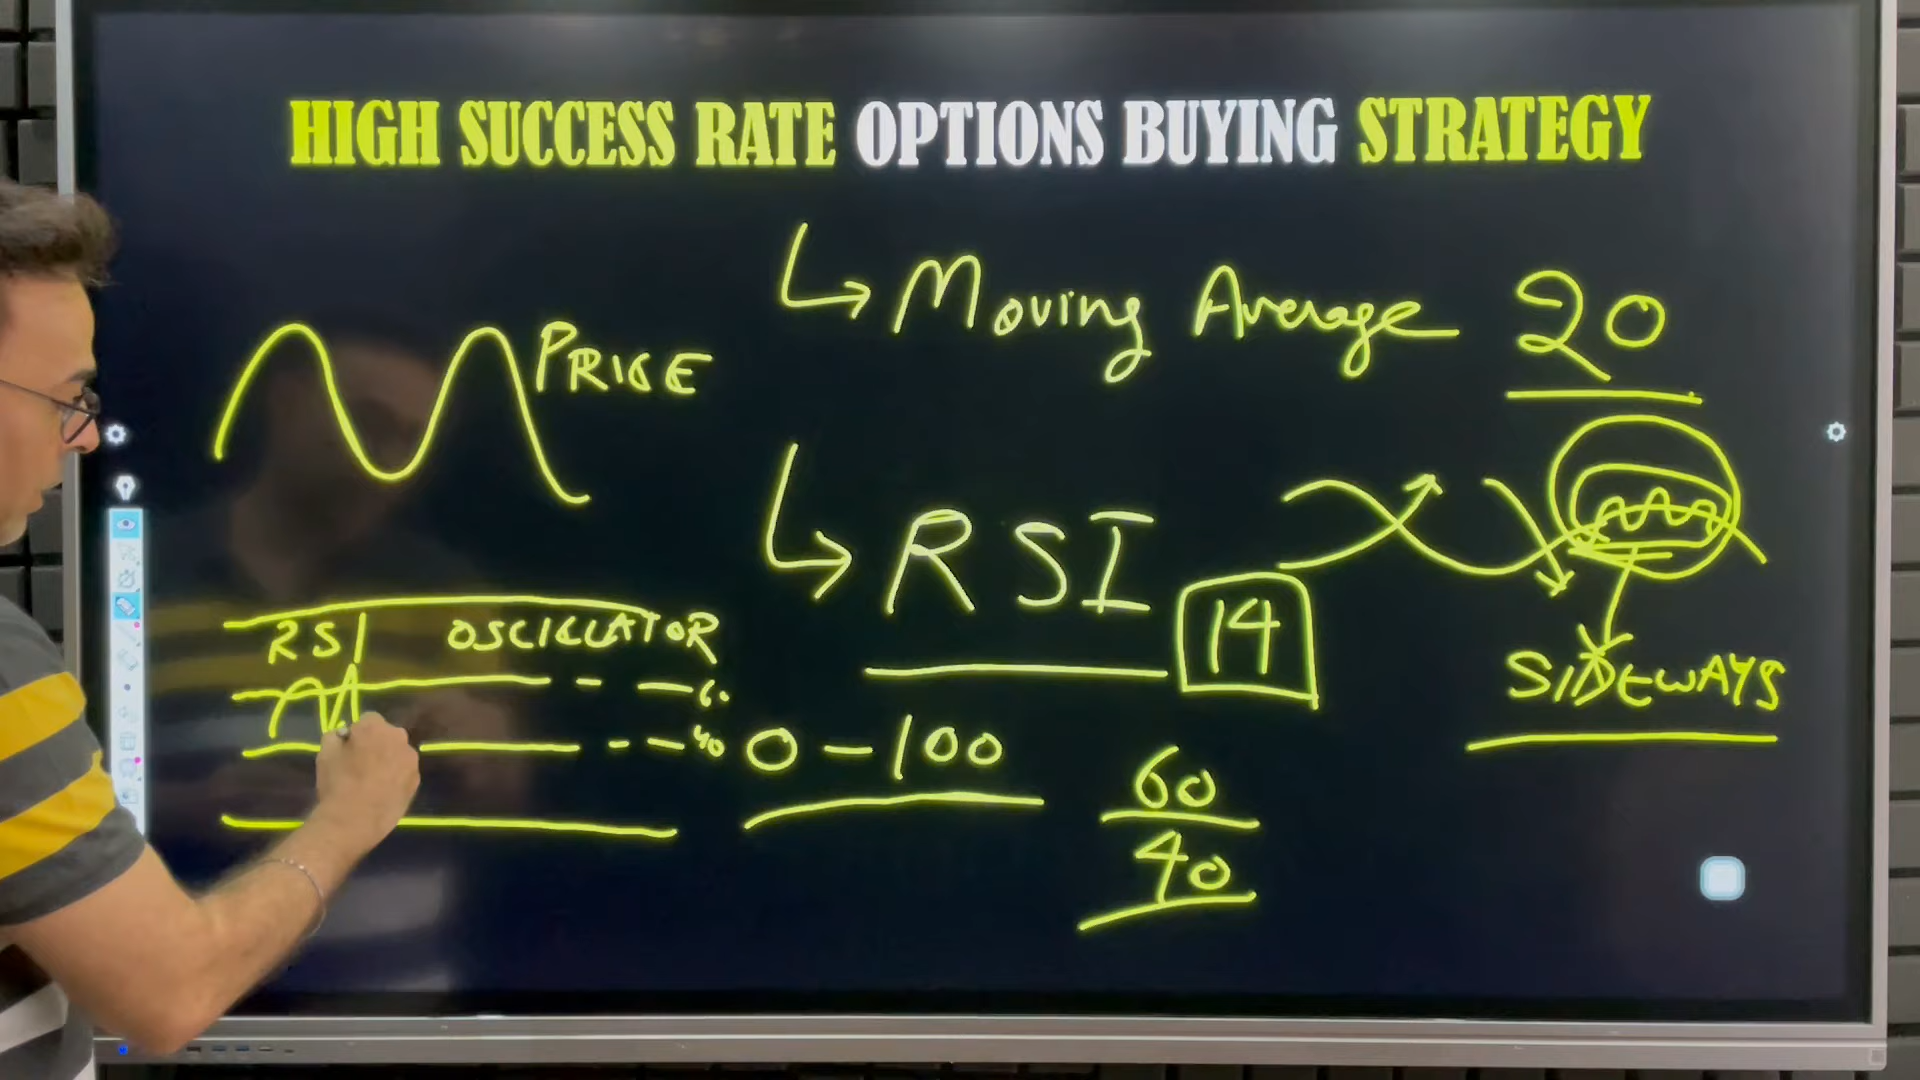 HIGH SUCCESS RATE OPTIONS BUYING STRATEGY
Moving Average 20
PRICE
RSI 14
RSI OSCILLATOR
SIDEWAYS
60
40
0 - 100
60
40